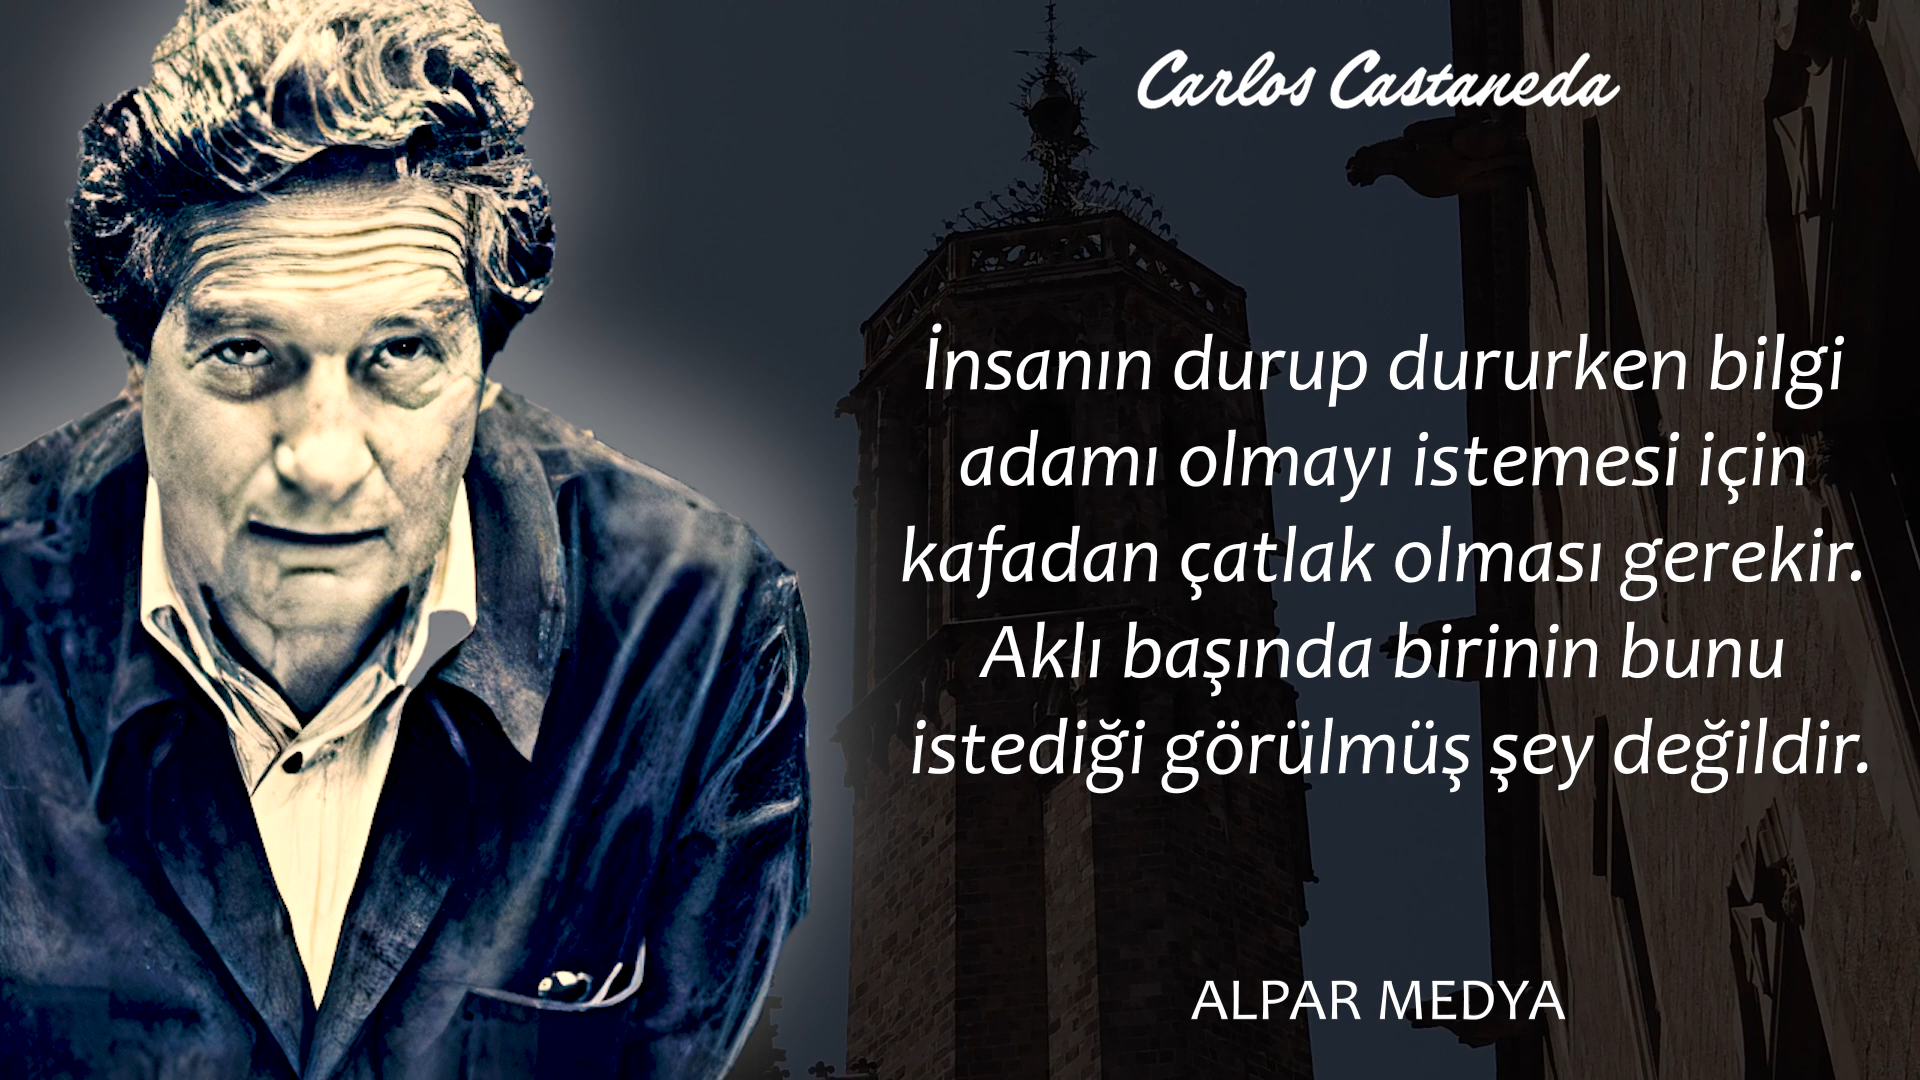 Carlos Castaneda
İnsanın durup dururken bilgi
adamı olmayı istemesi için
kafadan çatlak olması gerekir.
Aklı başında birinin bunu
istediği görülmüş şey değildir.
ALPAR MEDYA